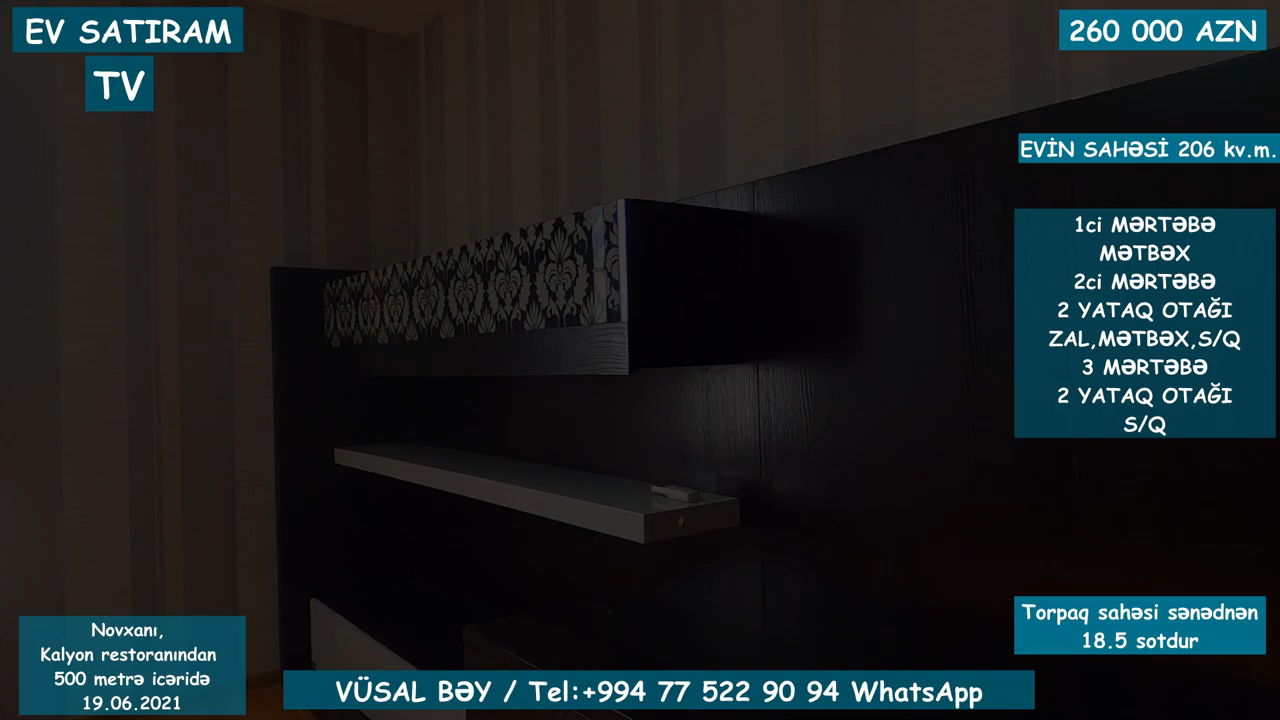 EV SATIRAM
TV
260 000 AZN
EVİN SAHƏSİ 206 kv.m.
1ci MƏRTƏBƏ
MƏTBƏX
2ci MƏRTƏBƏ
2 YATAQ OTAĞI
ZAL,MƏTBƏX,S/Q
3 MƏRTƏBƏ
2 YATAQ OTAĞI
S/Q
Torpaq sahəsi sənədnən
18.5 sotdur
Novxanı,
Kalyon restoranından
500 metrə icəridə
19.06.2021
VÜSAL BƏY / Tel:+994 77 522 90 94 WhatsApp